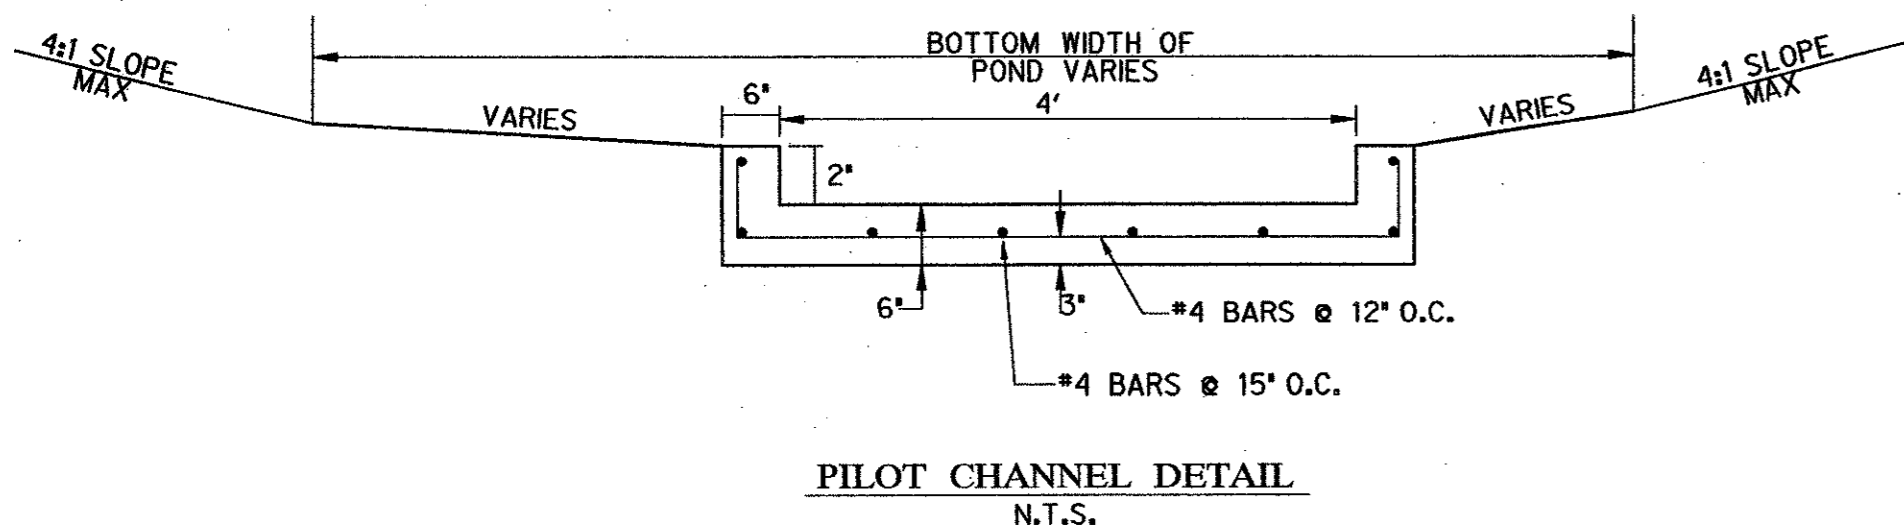 4:1 SLOPE
MAX
BOTTOM WIDTH OF
POND VARIES
4:1 SLOPE
MAX
VARIES
6"
4'
VARIES
2"
6"
3"
#4 BARS @ 12" O.C.
#4 BARS @ 15" O.C.
PILOT CHANNEL DETAIL
N.T.S.